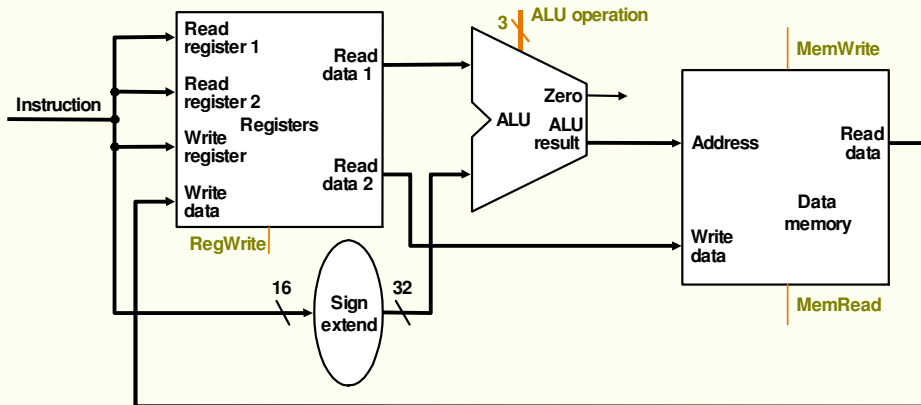 Instruction
Read
register 1
Read
register 2
Write
register
Write
data
Registers
Read
data 1
Read
data 2
RegWrite
16
Sign
extend
32
3
ALU operation
Zero
ALU
ALU
result
MemWrite
Address
Read
data
Data
memory
Write
data
MemRead